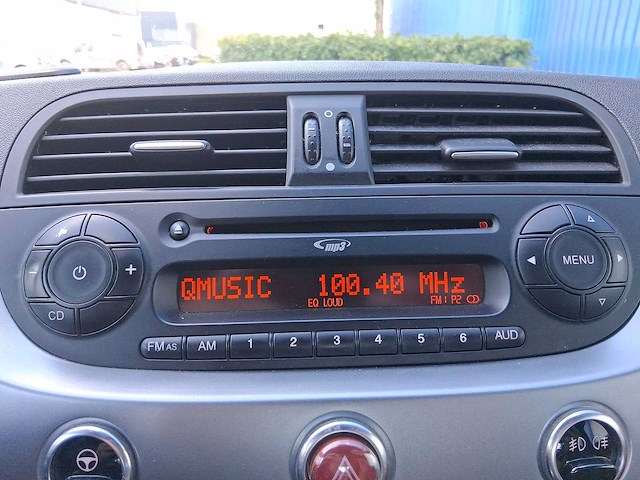 mp3
QMUSIC 100.40 MHz
EQ LOUD FM1 P2
MENU
CD
FM AS AM 1 2 3 4 5 6 AUD